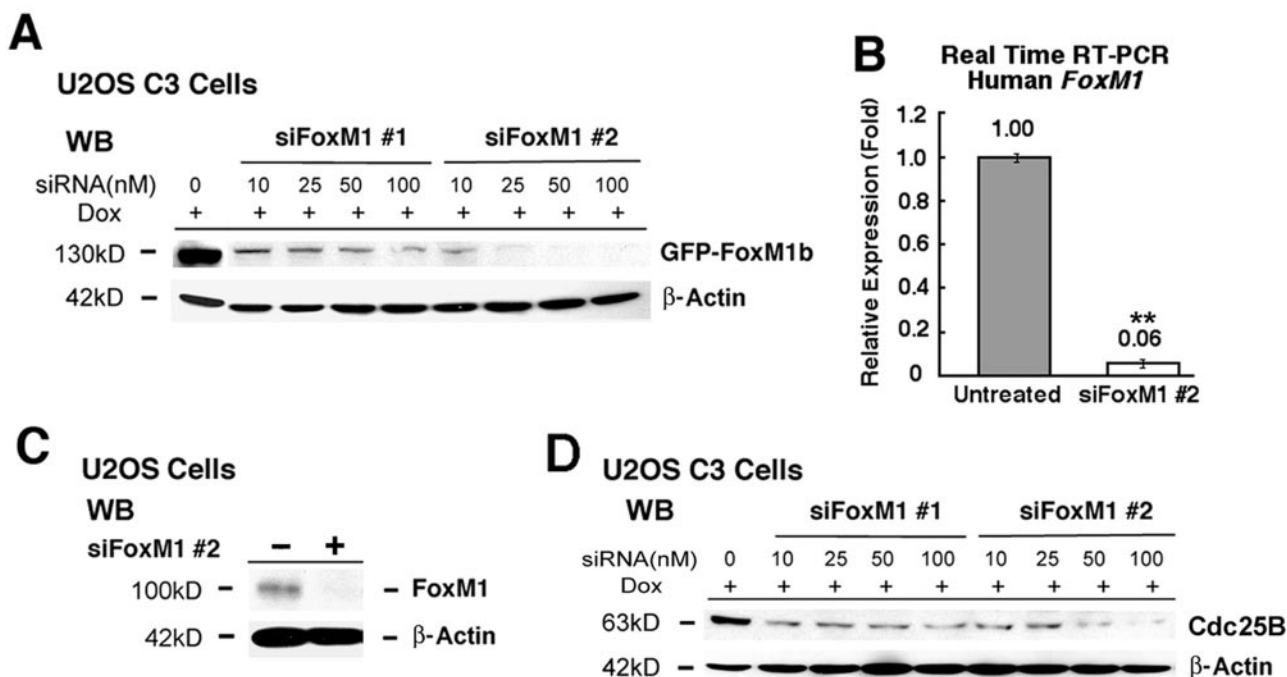 A
U2OS C3 Cells
WB
siFoxM1 #1 siFoxM1 #2
siRNA(nM) 0 10 25 50 100 10 25 50 100
Dox + + + + + + + + +
130kD – GFP-FoxM1b
42kD – β-Actin
B
Real Time RT-PCR
Human FoxM1
Relative Expression (Fold)
1.2
1.0
0.8
0.6
0.4
0.2
0
1.00
**
0.06
Untreated siFoxM1 #2
C
U2OS Cells
WB
siFoxM1 #2 – +
100kD – – FoxM1
42kD – – β-Actin
D
U2OS C3 Cells
WB
siFoxM1 #1 siFoxM1 #2
siRNA(nM) 0 10 25 50 100 10 25 50 100
Dox + + + + + + + + +
63kD – Cdc25B
42kD – β-Actin